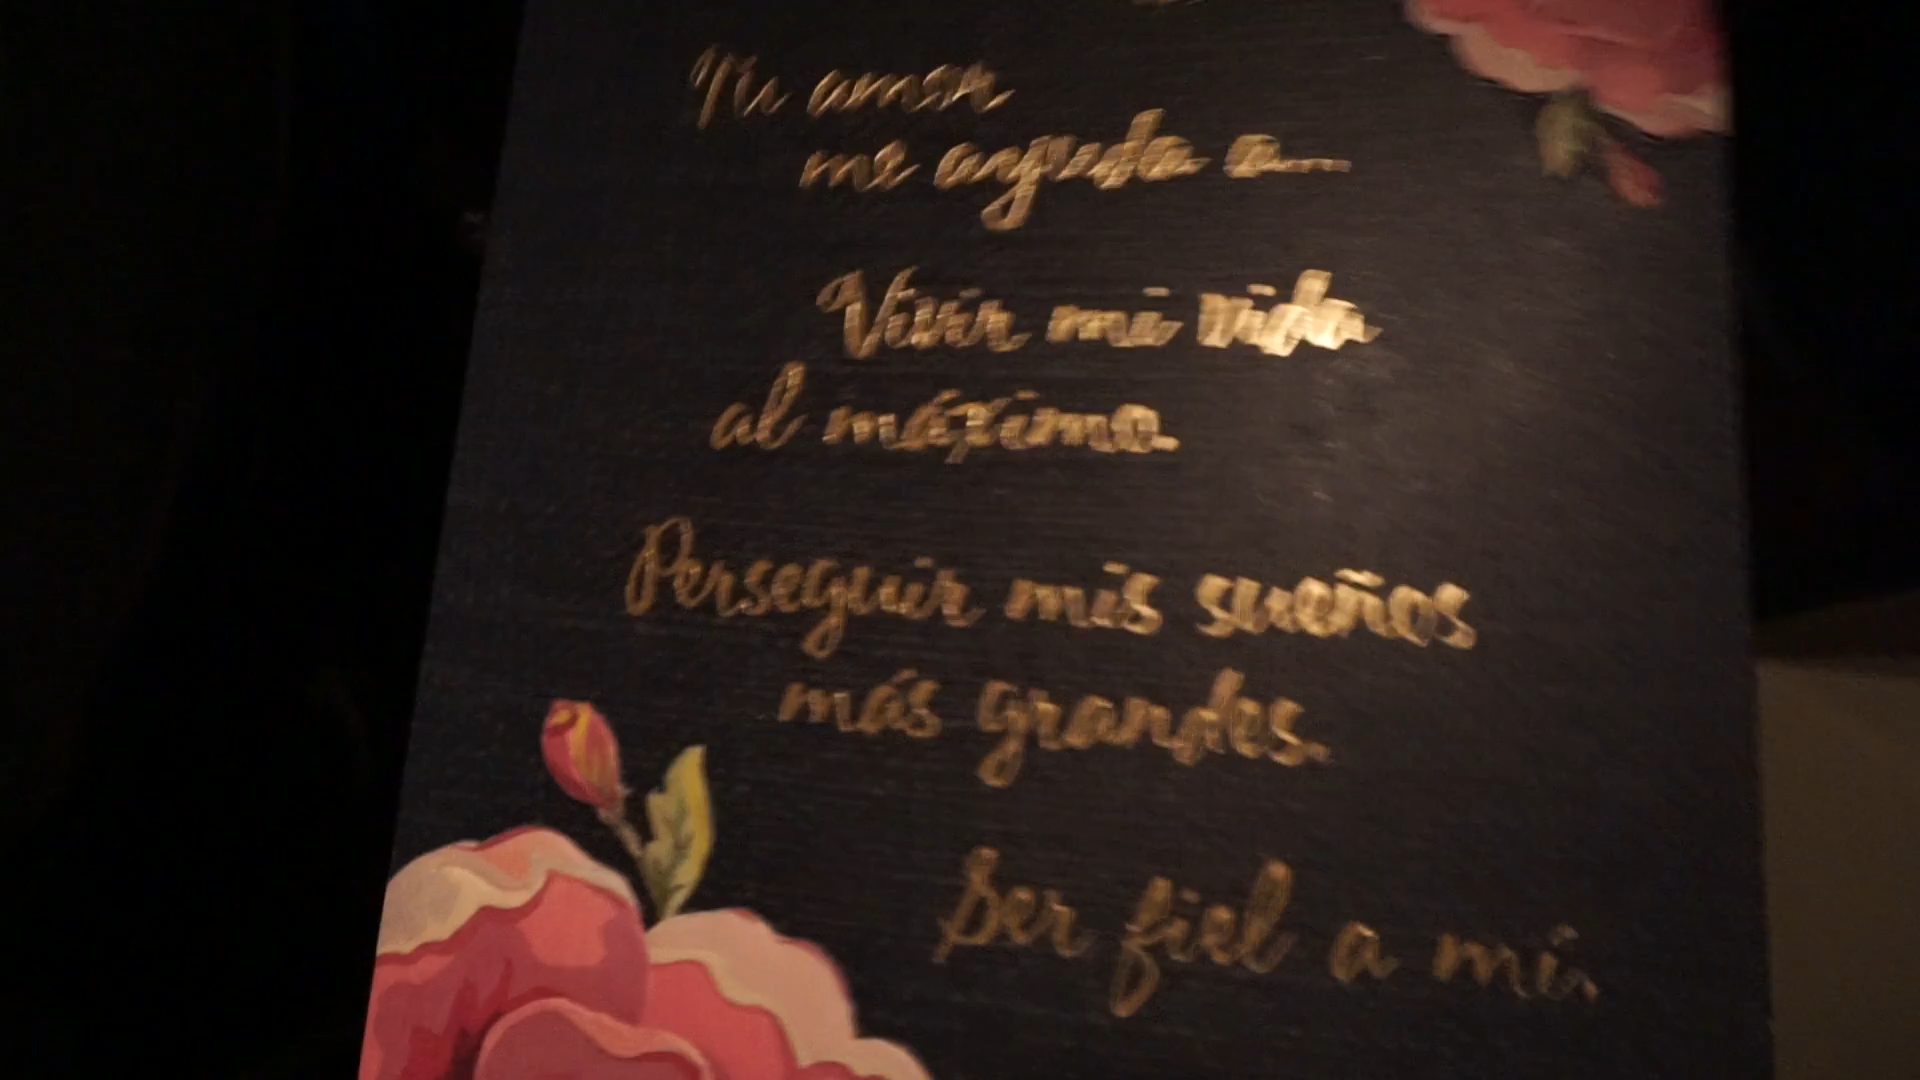 Tu amor
me ayuda a
Vivir mi vida
al máximo.
Perseguir mis sueños
más grandes.
Ser fiel a mí.